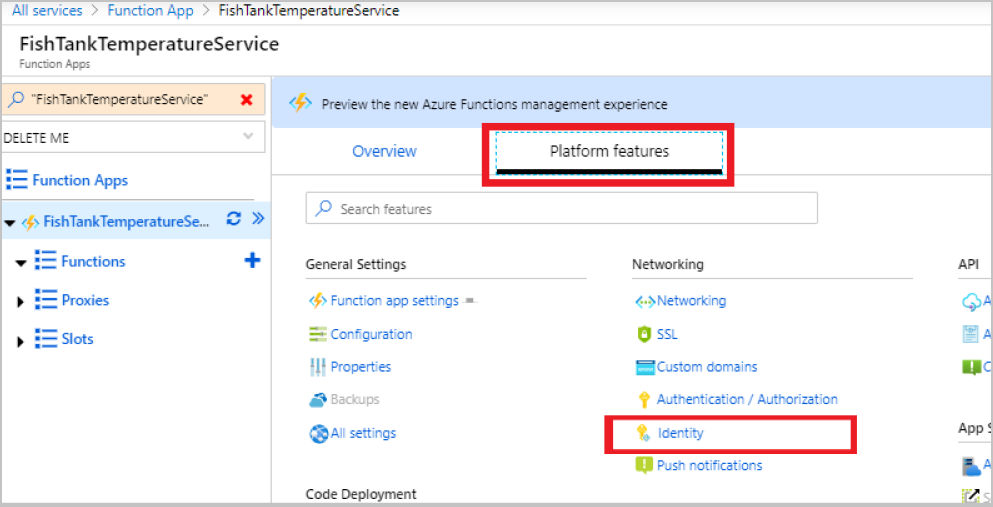 All services > Function App > FishTankTemperatureService
FishTankTemperatureService
Function Apps
"FishTankTemperatureService"
DELETE ME
Function Apps
FishTankTemperatureSe...
Functions
Proxies
Slots
Preview the new Azure Functions management experience
Overview
Platform features
Search features
General Settings
Function app settings
Configuration
Properties
Backups
All settings
Code Deployment
Networking
Networking
SSL
Custom domains
Authentication / Authorization
Identity
Push notifications
API